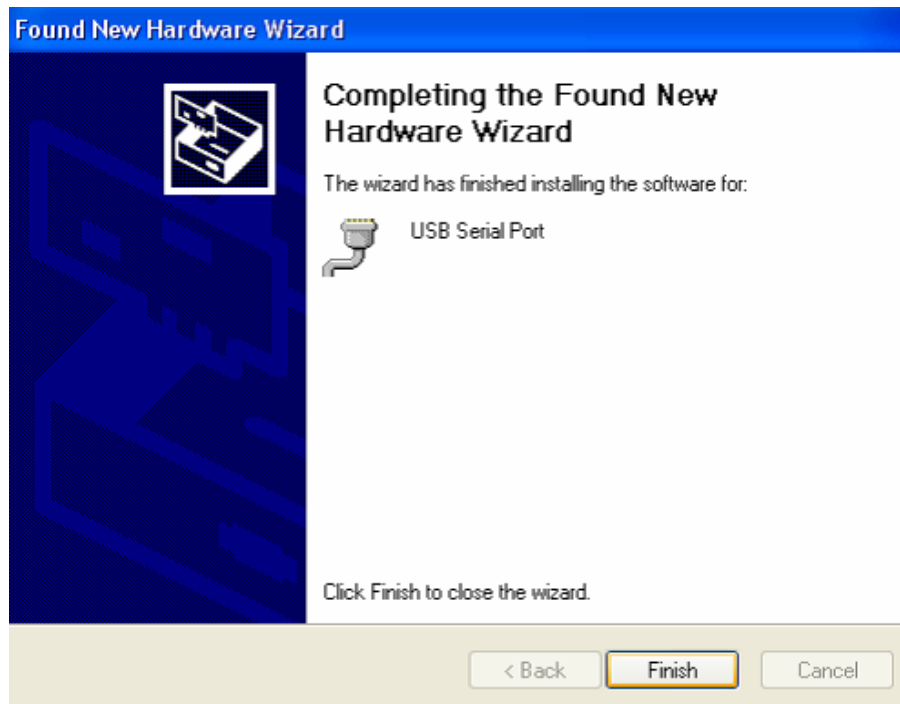 Found New Hardware Wizard
Completing the Found New
Hardware Wizard
The wizard has finished installing the software for:
USB Serial Port
Click Finish to close the wizard.
< Back
Finish
Cancel